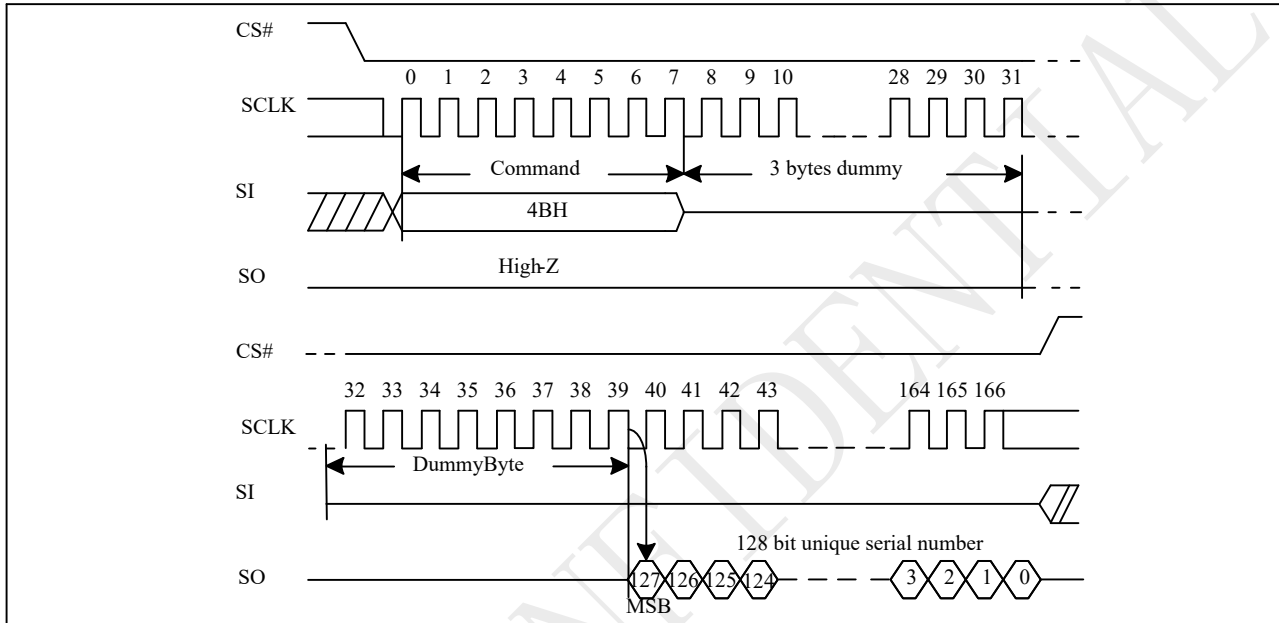 CS#
0 1 2 3 4 5 6 7 8 9 10 28 29 30 31
SCLK
Command 3 bytes dummy
SI
4BH
High-Z
SO
CS#
32 33 34 35 36 37 38 39 40 41 42 43 164 165 166
SCLK
DummyByte
SI
128 bit unique serial number
SO 127 126 125 124 3 2 1 0
MSB